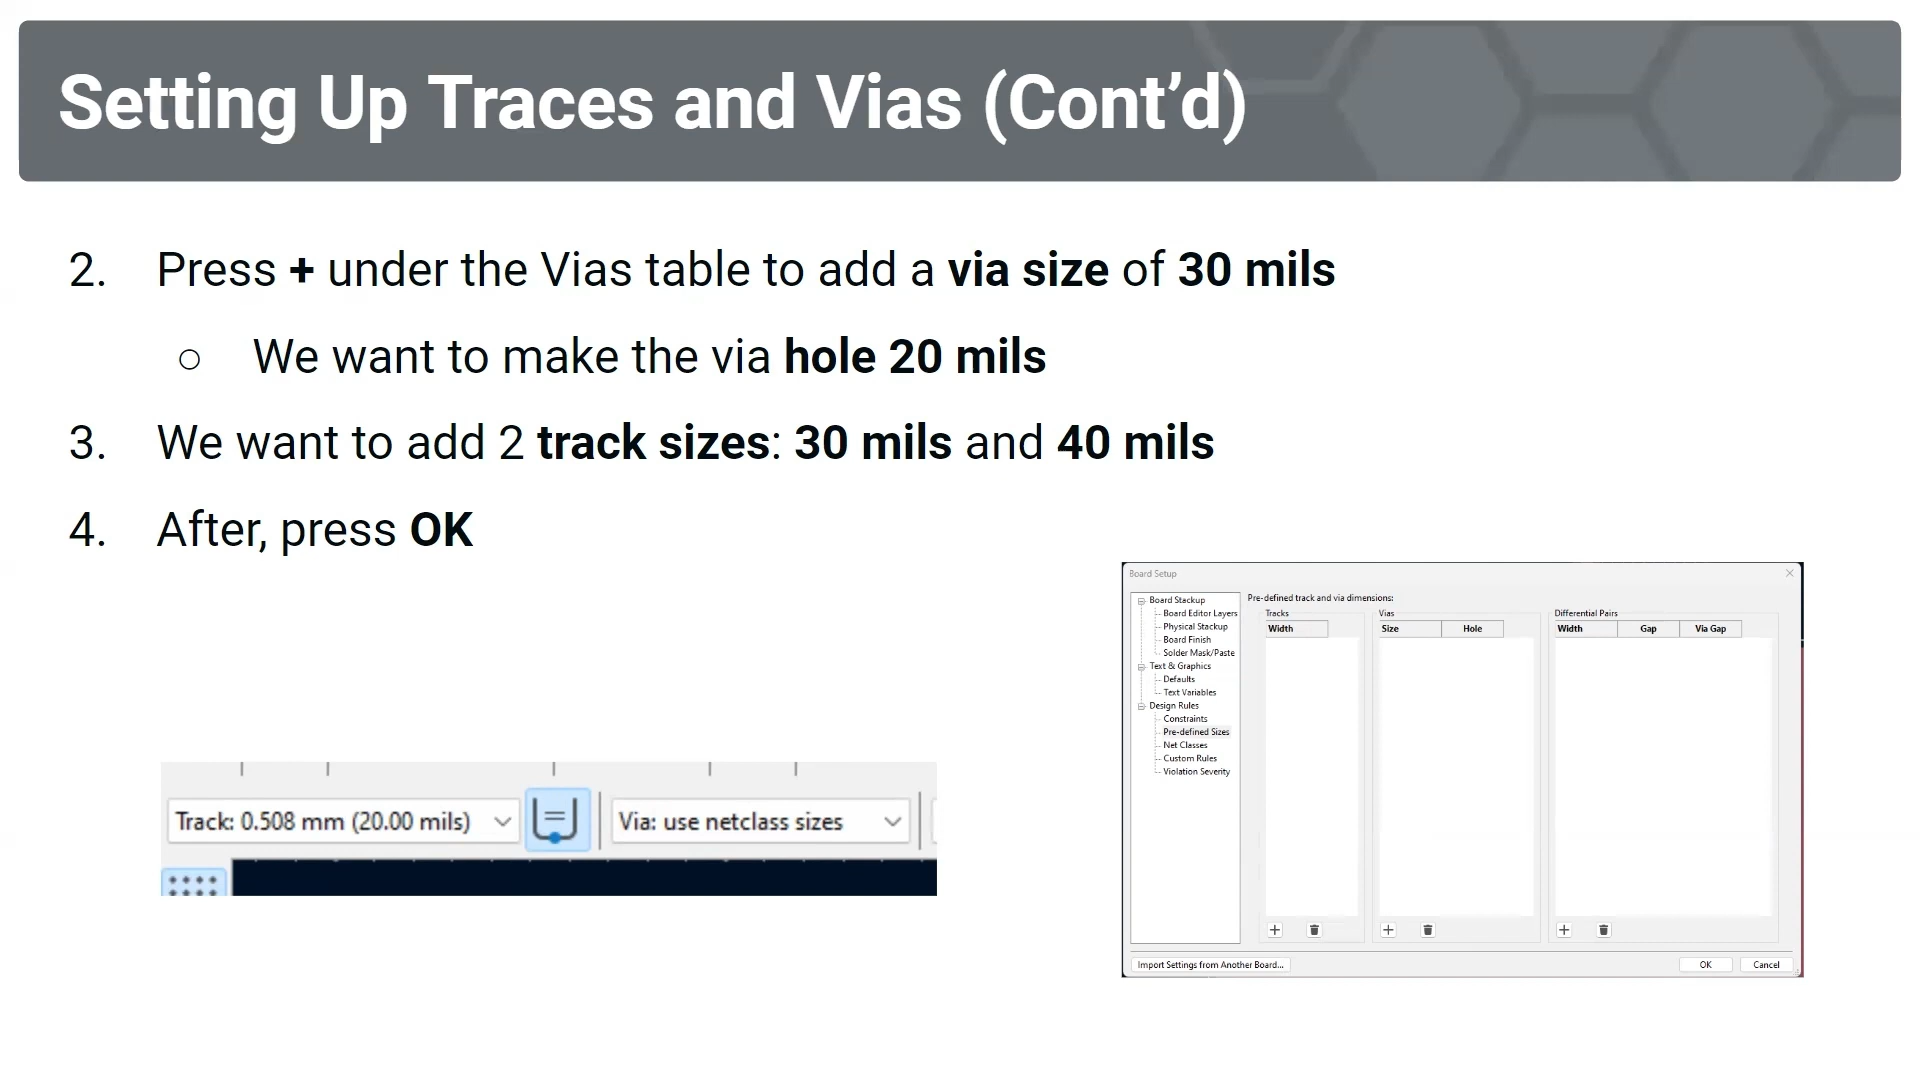 Setting Up Traces and Vias (Cont’d)
2. Press + under the Vias table to add a via size of 30 mils
○ We want to make the via hole 20 mils
3. We want to add 2 track sizes: 30 mils and 40 mils
4. After, press OK
Track: 0.508 mm (20.00 mils)
Via: use netclass sizes
Board Setup
Board Stackup
Board Editor Layers
Physical Stackup
Board Finish
Solder Mask/Paste
Text & Graphics
Defaults
Text Variables
Design Rules
Constraints
Pre-defined Sizes
Net Classes
Custom Rules
Violation Severity
Pre-defined track and via dimensions:
Tracks
Width
Vias
Size Hole
Differential Pairs
Width Gap Via Gap
Import Settings from Another Board...
OK
Cancel